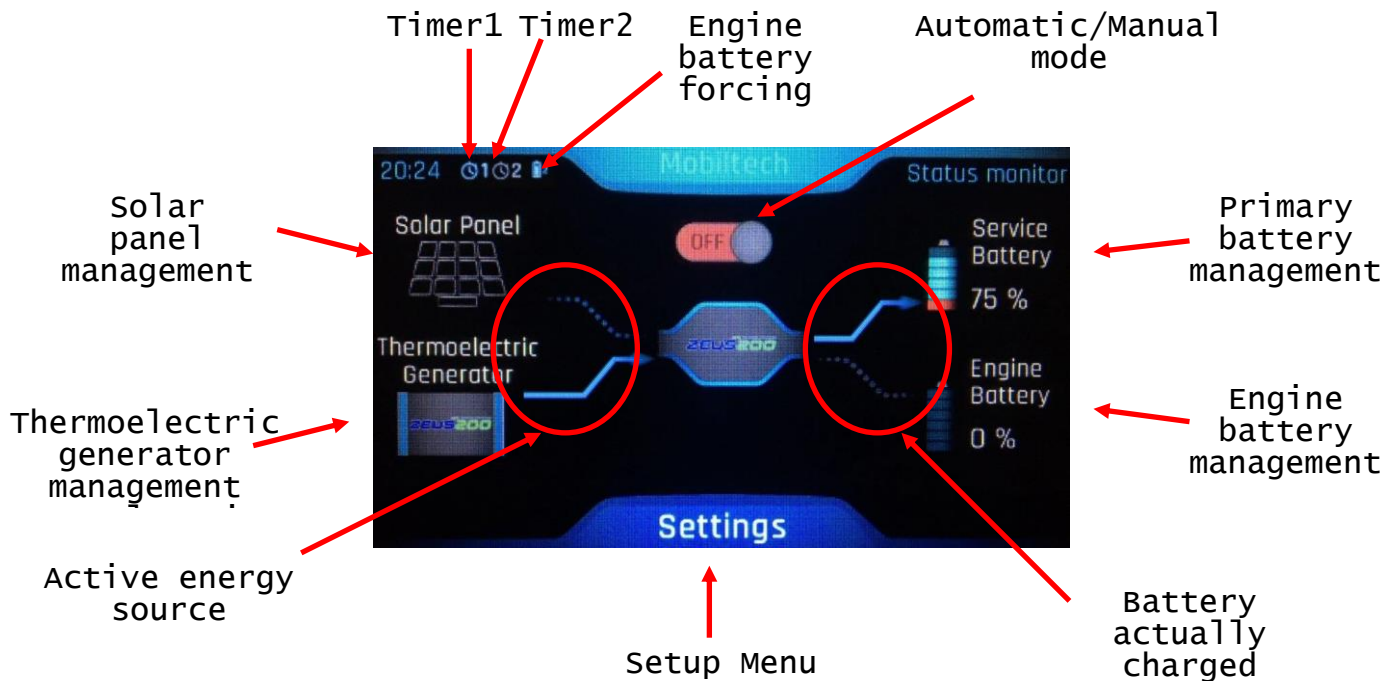 Timer1 Timer2
Engine
battery
forcing
Automatic/Manual
mode
Solar
panel
management
Thermoelectric
generator
management
Active energy
source
20:24
1 2
Mobiltech
Status monitor
Solar Panel
OFF
Service
Battery
75 %
Thermoelectric
Generator
ZEUS200
ZEUS200
Engine
Battery
0 %
Settings
Primary
battery
management
Engine
battery
management
Setup Menu
Battery
actually
charged